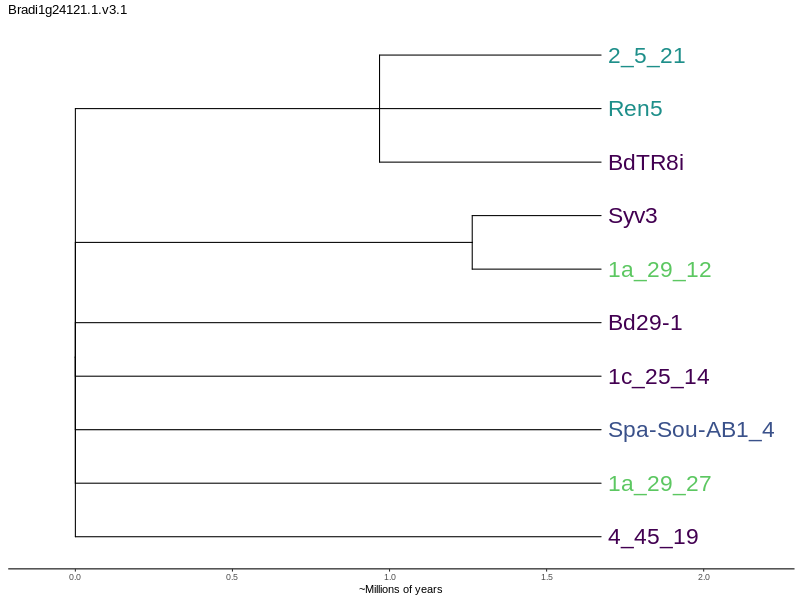 Bradi1g24121.1.v3.1
2_5_21
Ren5
BdTR8i
Syv3
1a_29_12
Bd29-1
1c_25_14
Spa-Sou-AB1_4
1a_29_27
4_45_19
0.0 0.5 1.0 1.5 2.0
~Millions of years